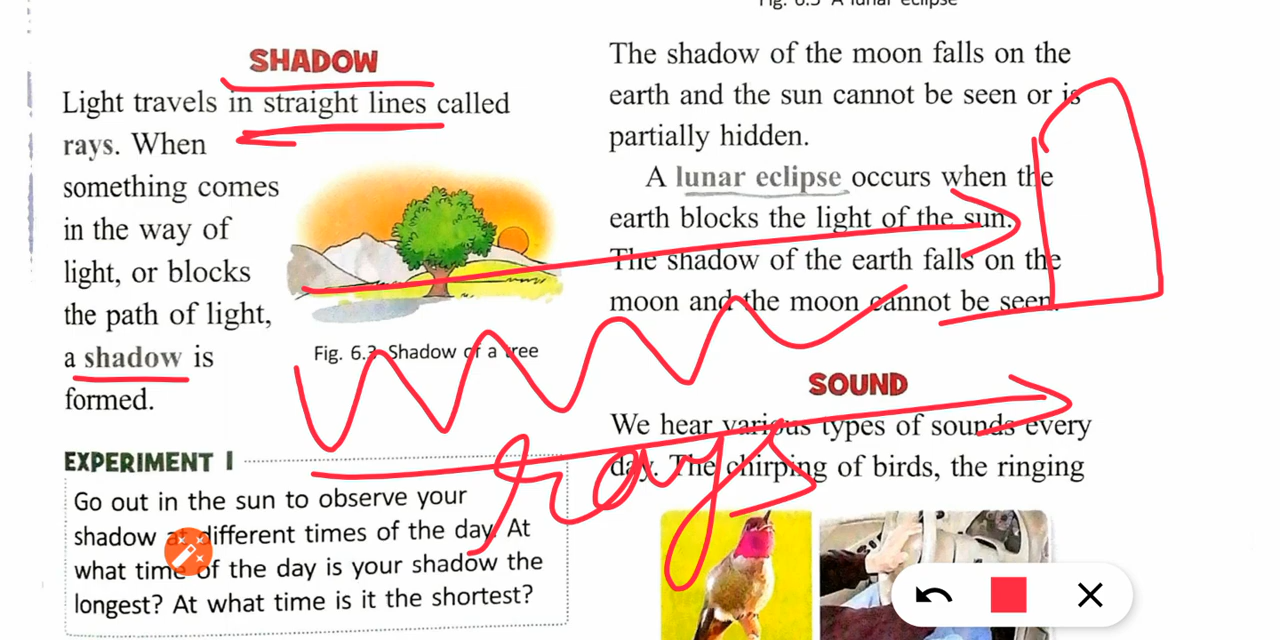 SHADOW
Light travels in straight lines called
rays. When
something comes
in the way of
light, or blocks
the path of light,
a shadow is
formed.
Fig. 6.3 Shadow of a tree
EXPERIMENT 1
Go out in the sun to observe your
shadow at different times of the day. At
what time of the day is your shadow the
longest? At what time is it the shortest?
Fig. 6.5 A lunar eclipse
The shadow of the moon falls on the
earth and the sun cannot be seen or is
partially hidden.
A lunar eclipse occurs when the
earth blocks the light of the sun.
The shadow of the earth falls on the
moon and the moon cannot be seen.
SOUND
We hear various types of sounds every
day. The chirping of birds, the ringing
rays